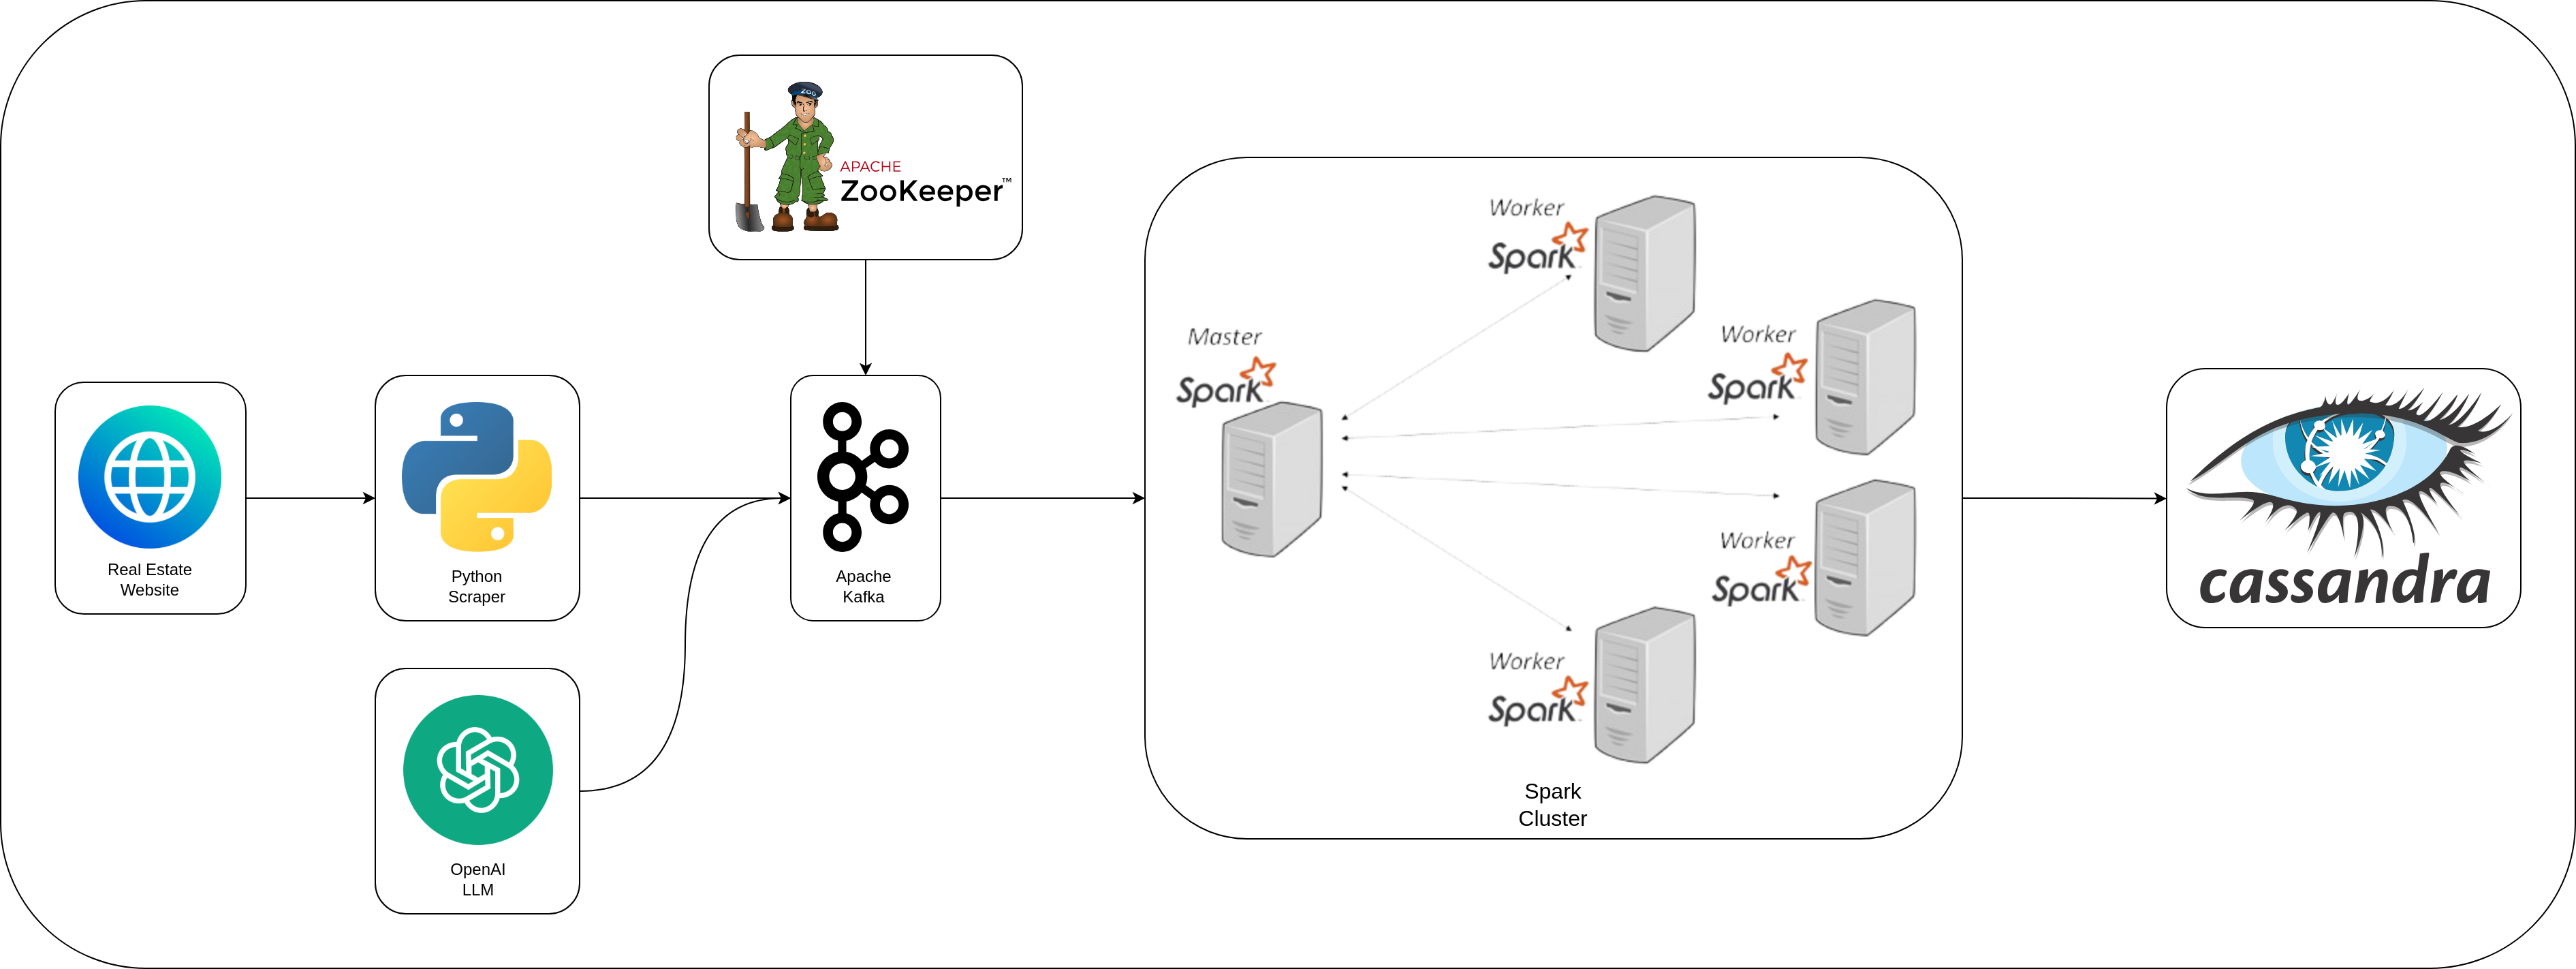 ZOO
APACHE
ZooKeeper™
Real Estate
Website
Python
Scraper
OpenAI
LLM
Apache
Kafka
Master
Spark
Worker
Spark
Worker
Spark
Worker
Spark
Worker
Spark
Spark
Cluster
cassandra